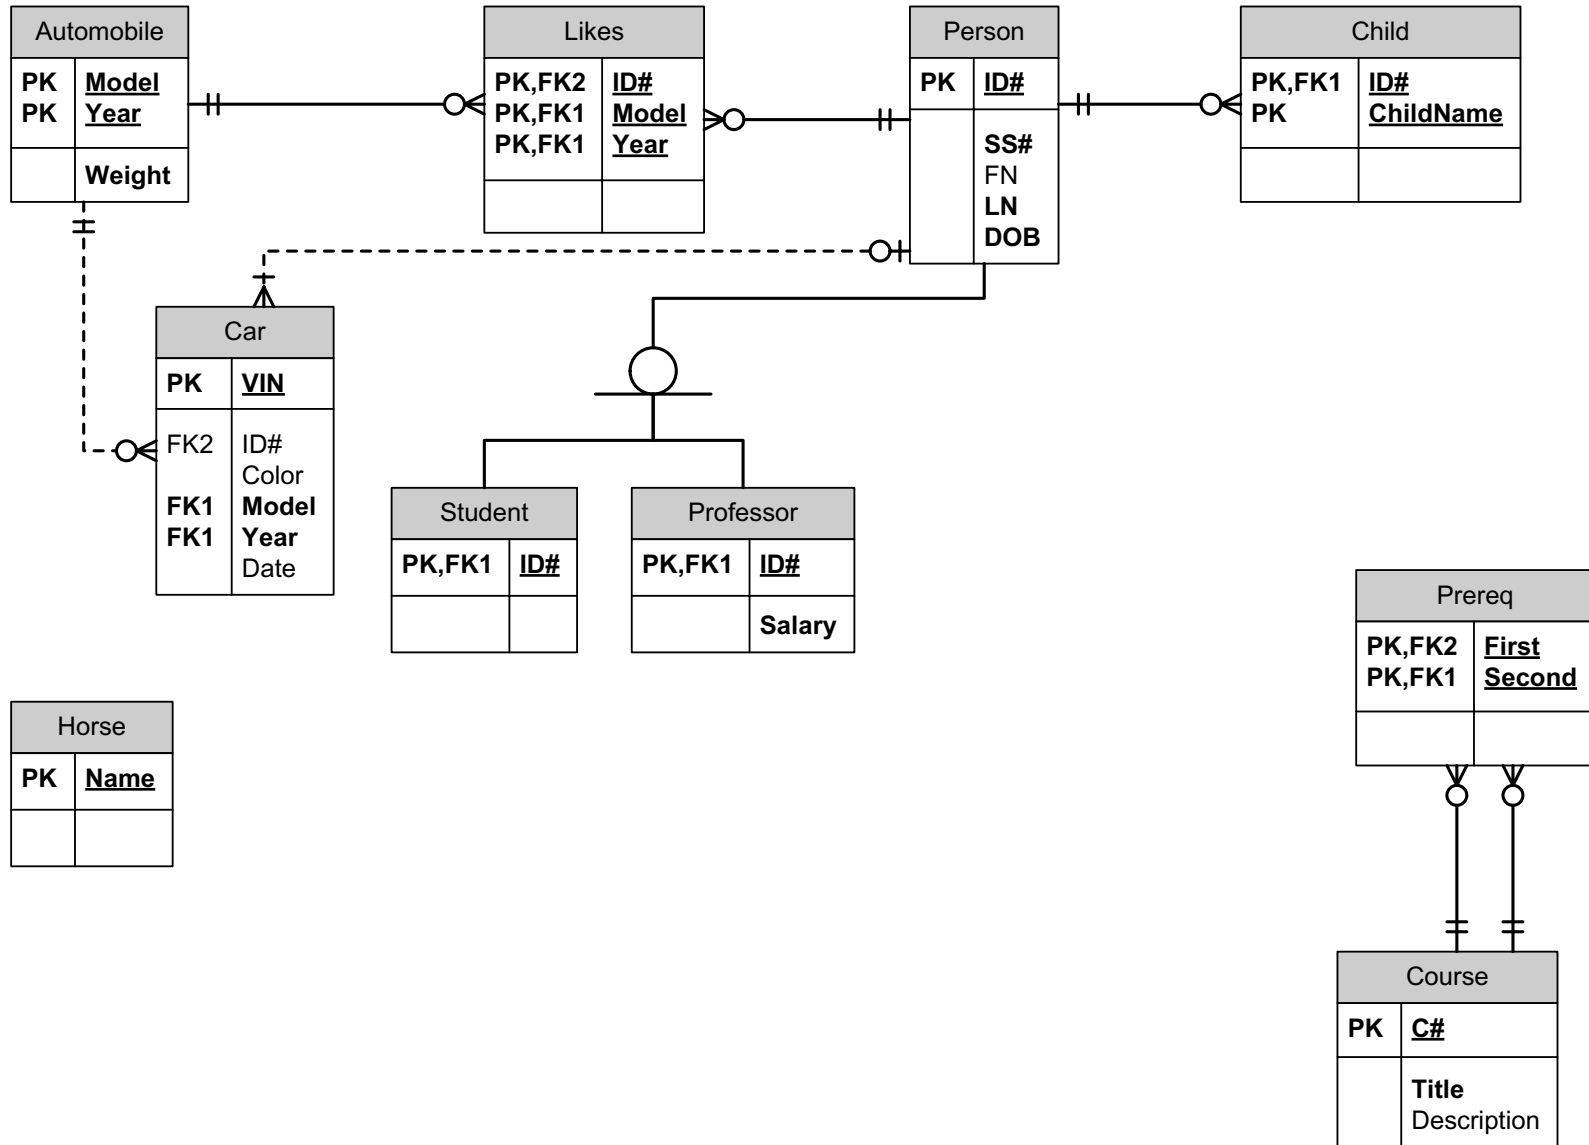 Automobile
PK Model
PK Year
Weight
Likes
PK,FK2 ID#
PK,FK1 Model
PK,FK1 Year
Person
PK ID#
SS#
FN
LN
DOB
Child
PK,FK1 ID#
PK ChildName
Car
PK VIN
FK2 ID#
Color
FK1 Model
FK1 Year
Date
Student
PK,FK1 ID#
Professor
PK,FK1 ID#
Salary
Prereq
PK,FK2 First
PK,FK1 Second
Horse
PK Name
Course
PK C#
Title
Description